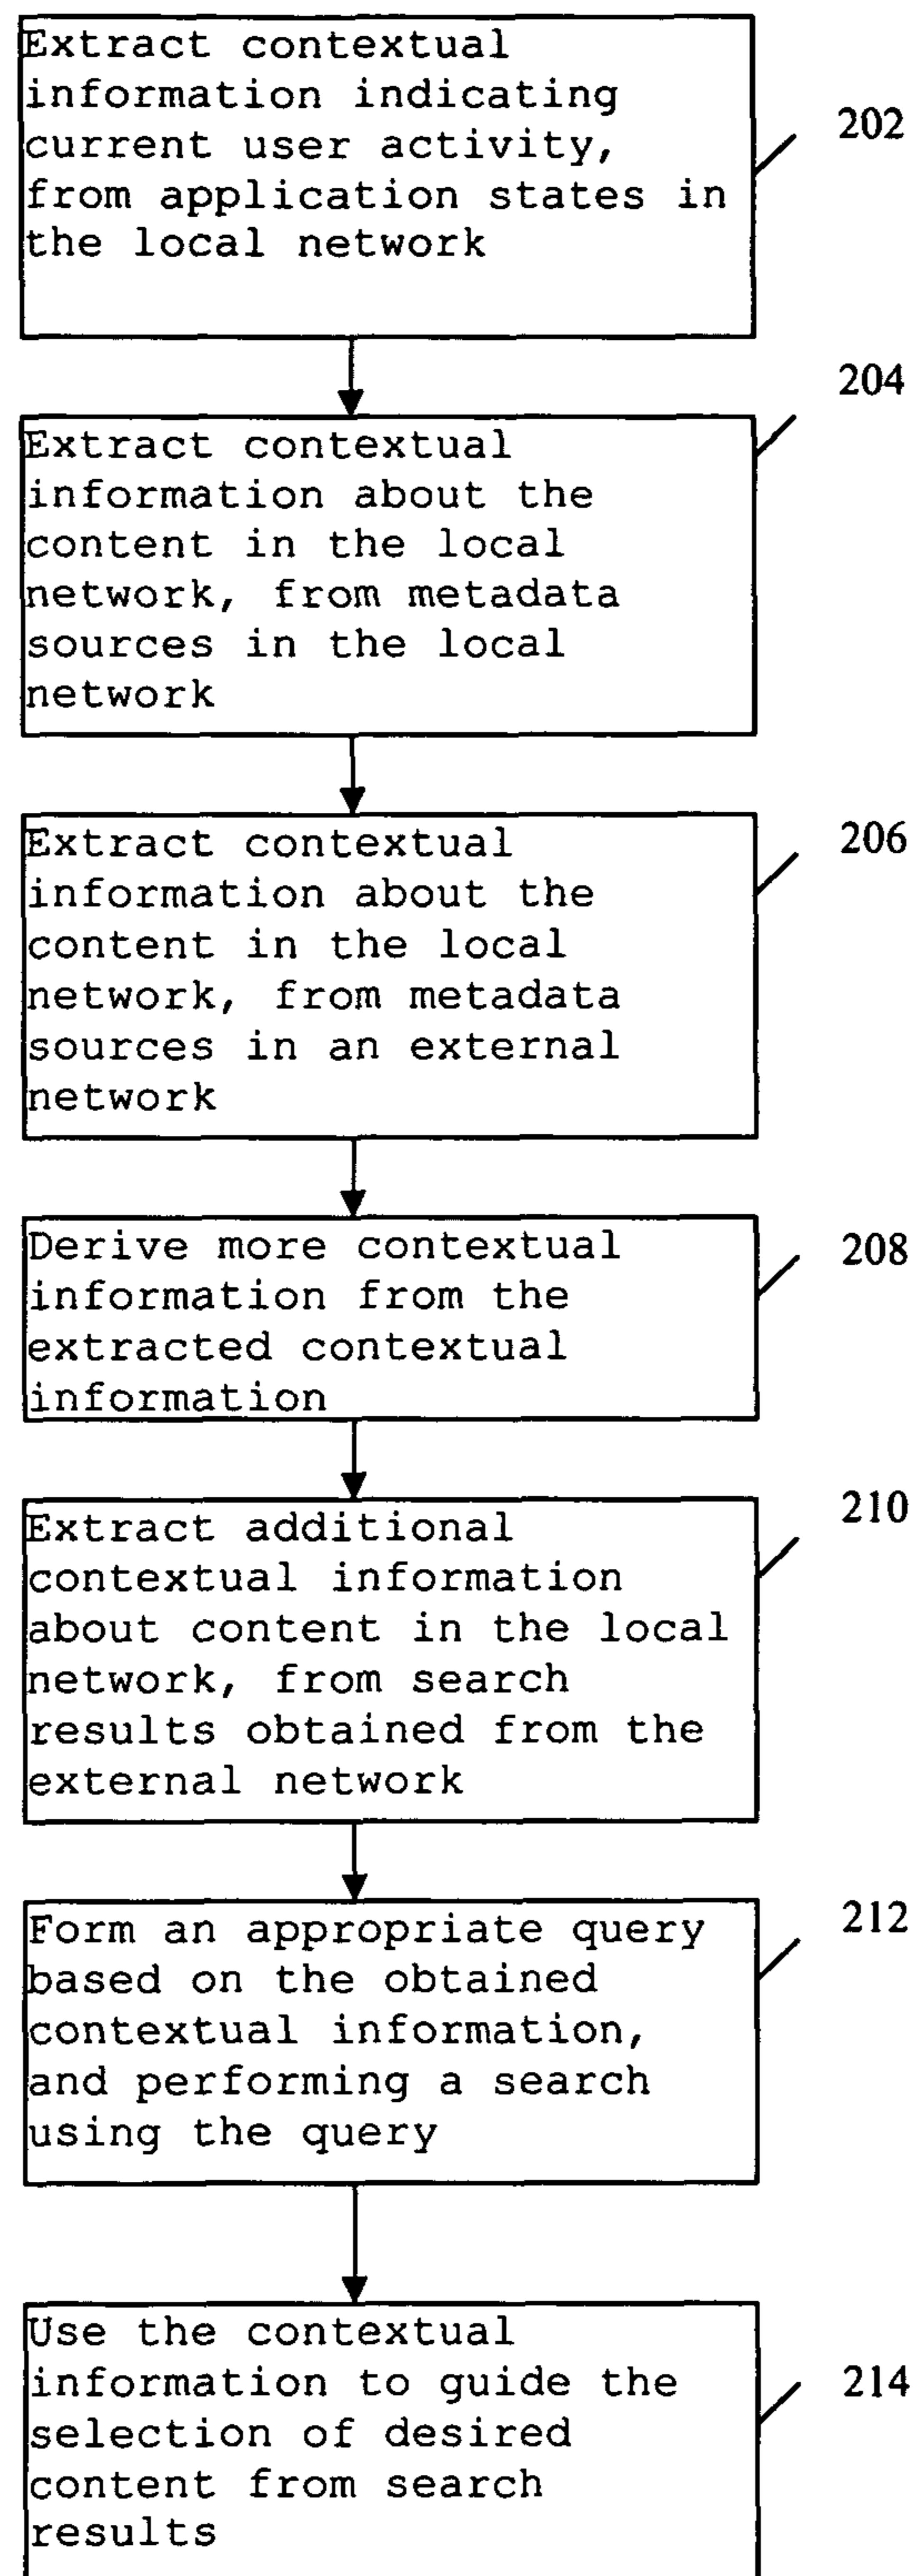 Extract contextual
information indicating
current user activity,
from application states in
the local network
202
Extract contextual
information about the
content in the local
network, from metadata
sources in the local
network
204
Extract contextual
information about the
content in the local
network, from metadata
sources in an external
network
206
Derive more contextual
information from the
extracted contextual
information
208
Extract additional
contextual information
about content in the local
network, from search
results obtained from the
external network
210
Form an appropriate query
based on the obtained
contextual information,
and performing a search
using the query
212
Use the contextual
information to guide the
selection of desired
content from search
results
214